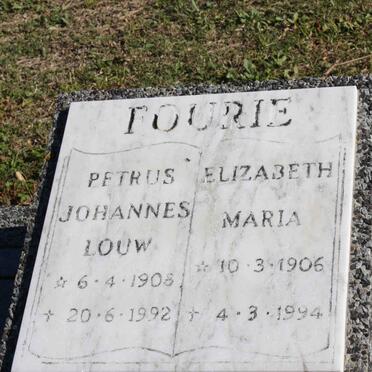 FOURIE
PETRUS
JOHANNES
LOUW
☆ 6·4·1908
✝ 20·6·1992
ELIZABETH
MARIA
☆ 10·3·1906
✝ 4·3·1994